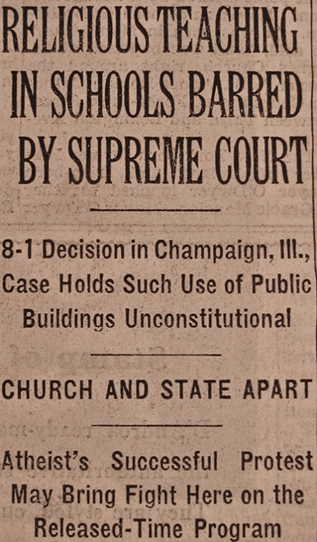 RELIGIOUS TEACHING
IN SCHOOLS BARRED
BY SUPREME COURT
8-1 Decision in Champaign, Ill.,
Case Holds Such Use of Public
Buildings Unconstitutional
CHURCH AND STATE APART
Atheist's Successful Protest
May Bring Fight Here on the
Released-Time Program